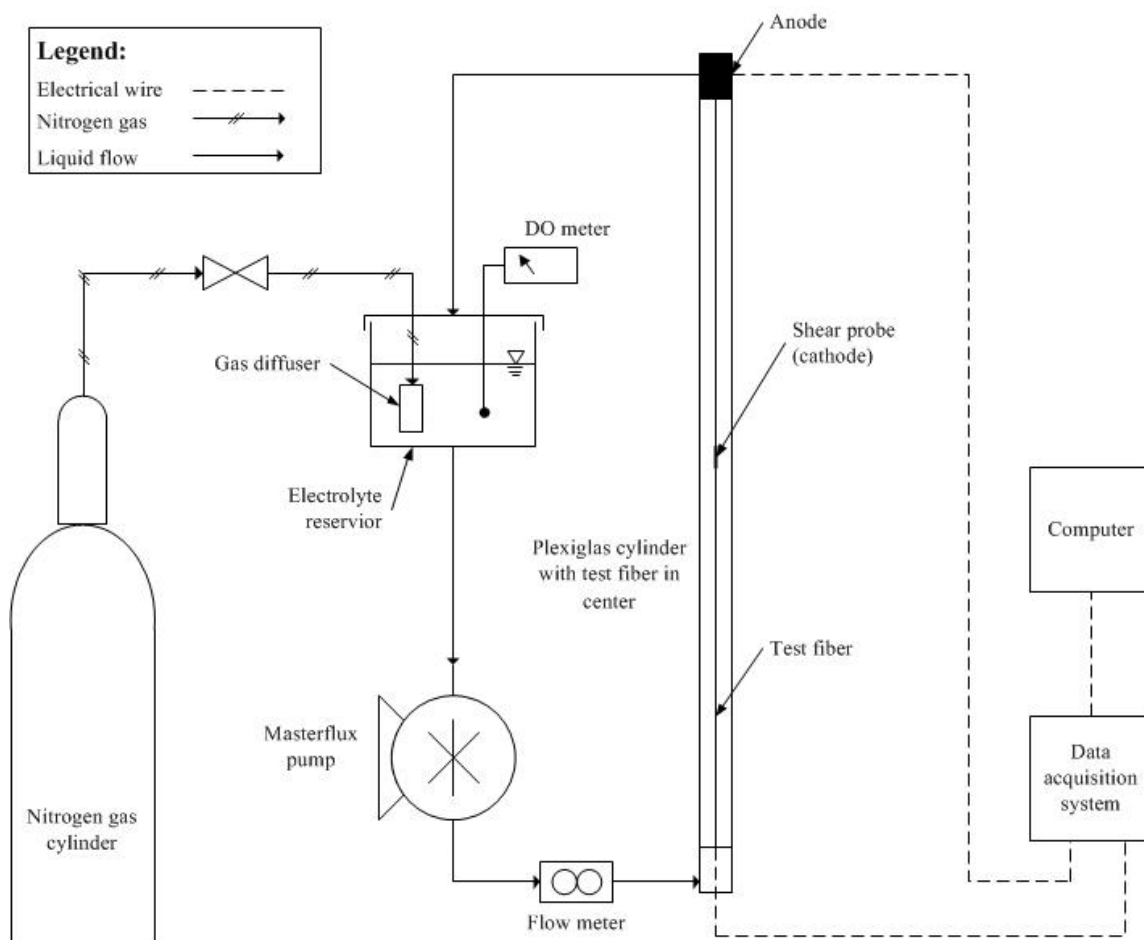 Legend:
Electrical wire
Nitrogen gas
Liquid flow
Anode
DO meter
Shear probe
(cathode)
Gas diffuser
Electrolyte
reservior
Computer
Plexiglas cylinder
with test fiber in
center
Test fiber
Masterflux
pump
Data
acquisition
system
Nitrogen gas
cylinder
Flow meter